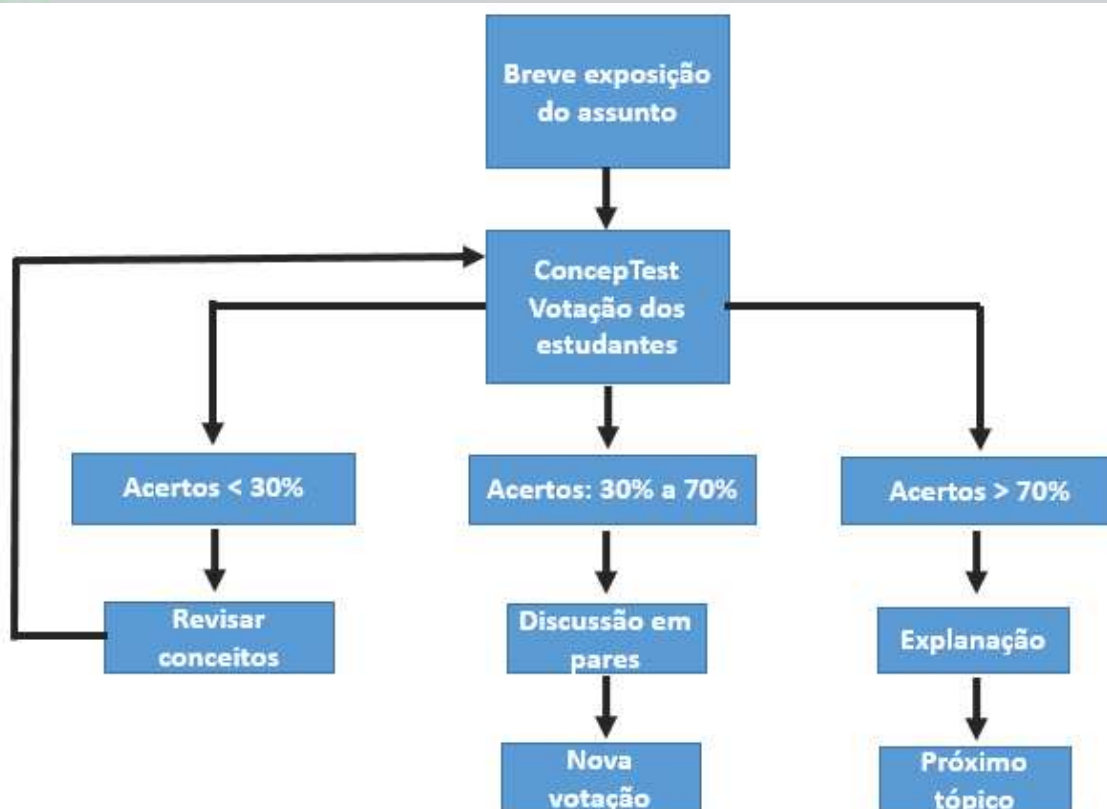 Breve exposição
do assunto
ConcepTest
Votação dos
estudantes
Acertos < 30%
Acertos: 30% a 70%
Acertos > 70%
Revisar
conceitos
Discussão em
pares
Explanação
Nova
votação
Próximo
tópico